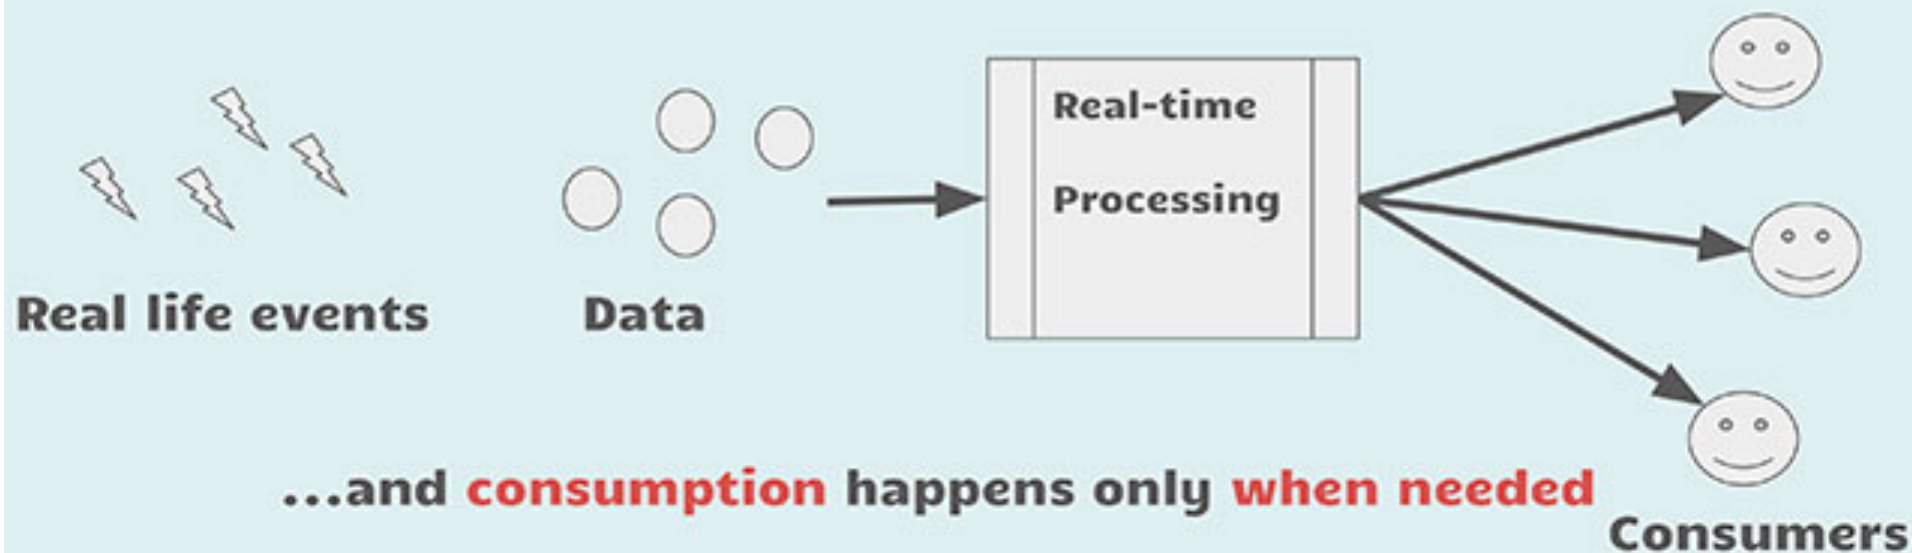 Real-time
Processing
Real life events
Data
...and consumption happens only when needed
Consumers